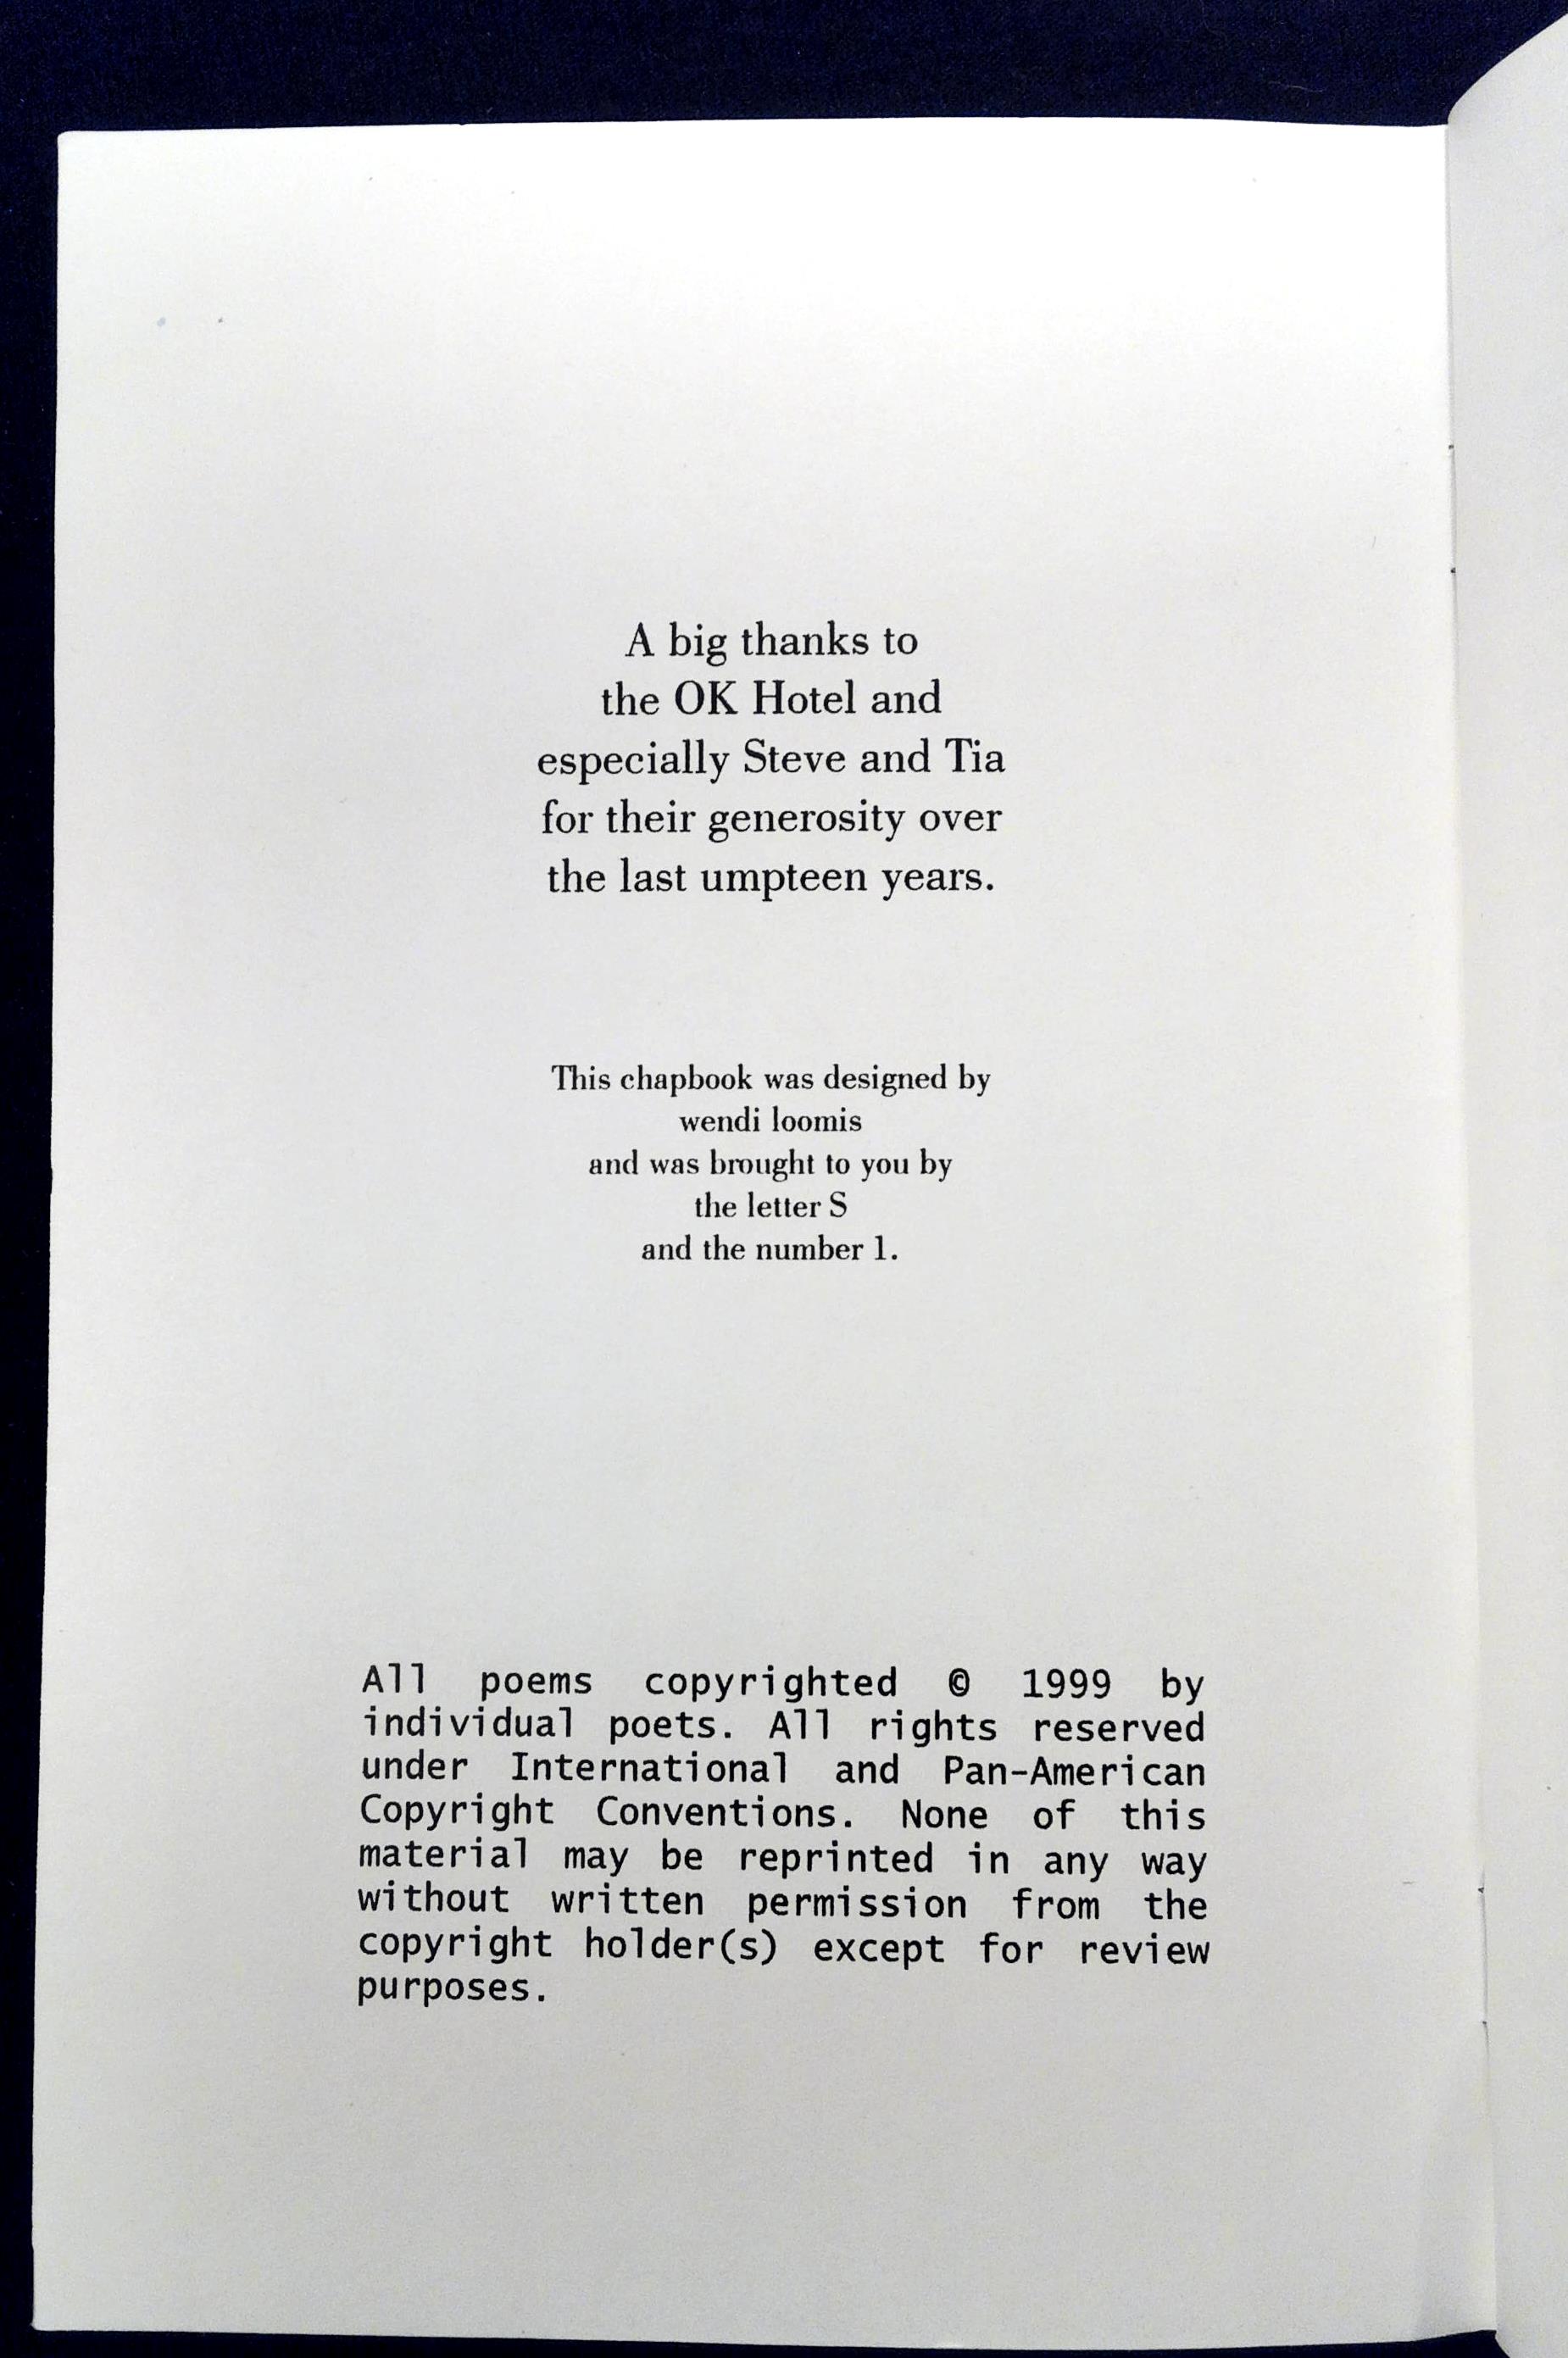 A big thanks to
the OK Hotel and
especially Steve and Tia
for their generosity over
the last umpteen years.
This chapbook was designed by
wendi loomis
and was brought to you by
the letter S
and the number 1.
All poems copyrighted © 1999 by
individual poets. All rights reserved
under International and Pan-American
Copyright Conventions. None of this
material may be reprinted in any way
without written permission from the
copyright holder(s) except for review
purposes.